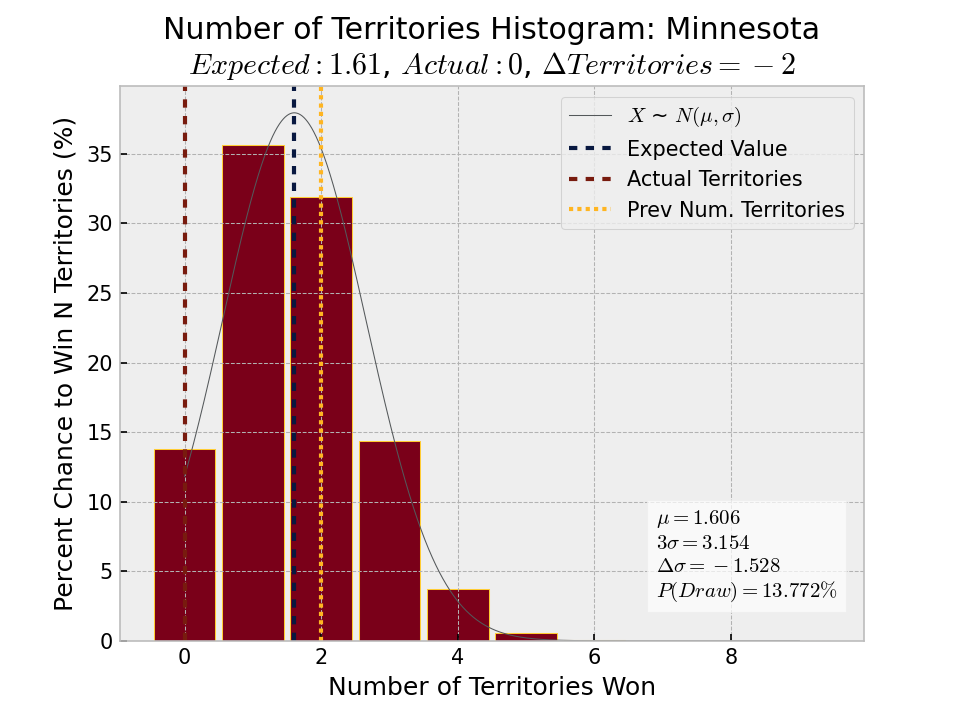 Number of Territories Histogram: Minnesota
Expected : 1.61, Actual : 0, ΔTerritories = −2
X ~ N(μ, σ)
Expected Value
Actual Territories
Prev Num. Territories
Percent Chance to Win N Territories (%)
35
30
25
20
15
10
5
0
μ = 1.606
3σ = 3.154
Δσ = −1.528
P(Draw) = 13.772%
0 2 4 6 8
Number of Territories Won